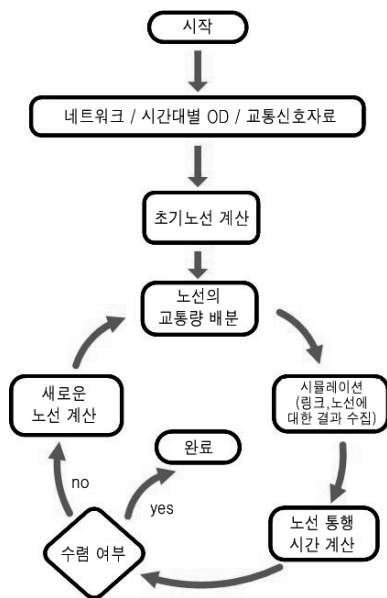 시작
네트워크 / 시간대별 OD / 교통신호자료
초기노선 계산
노선의
교통량 배분
시뮬레이션
(링크,노선에
대한 결과 수집)
노선 통행
시간 계산
수렴 여부
yes
완료
no
새로운
노선 계산